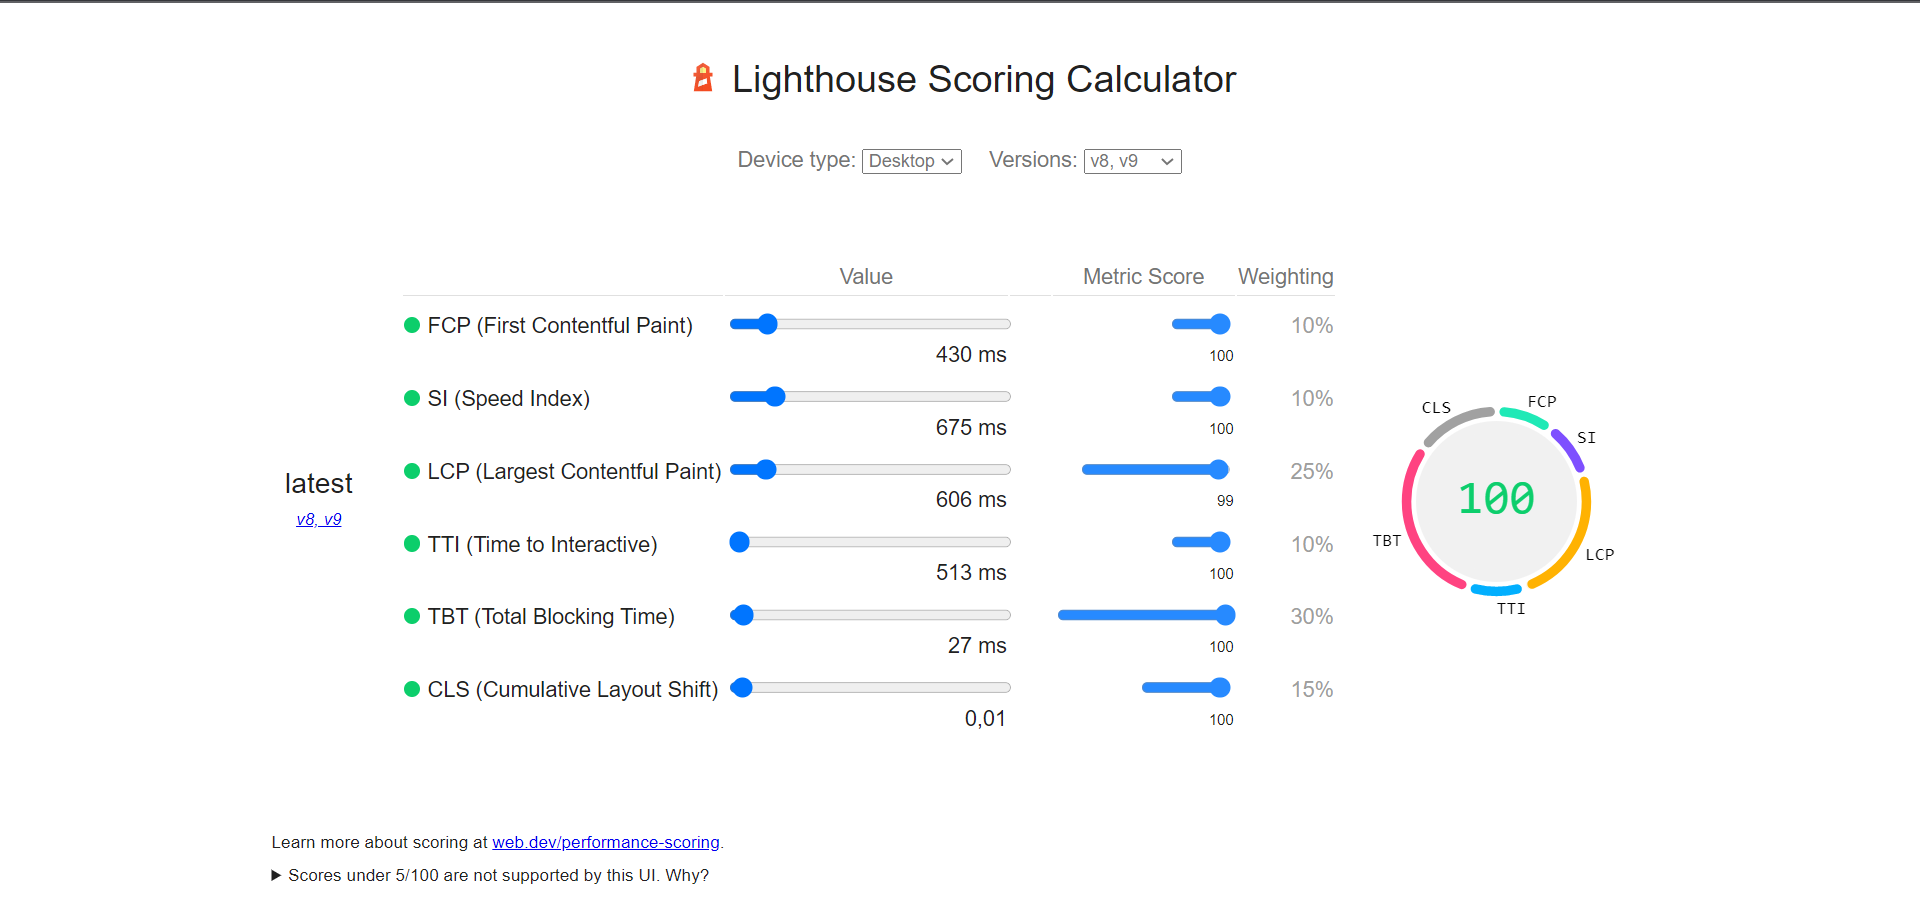 Lighthouse Scoring Calculator
Device type: Desktop Versions: v8, v9
Value Metric Score Weighting
latest
v8, v9
FCP (First Contentful Paint) 10%
430 ms 100
SI (Speed Index) 10%
675 ms 100
LCP (Largest Contentful Paint) 25%
606 ms 99
TTI (Time to Interactive) 10%
513 ms 100
TBT (Total Blocking Time) 30%
27 ms 100
CLS (Cumulative Layout Shift) 15%
0,01 100
CLS
FCP
SI
100
TBT
LCP
TTI
Learn more about scoring at web.dev/performance-scoring.
Scores under 5/100 are not supported by this UI. Why?